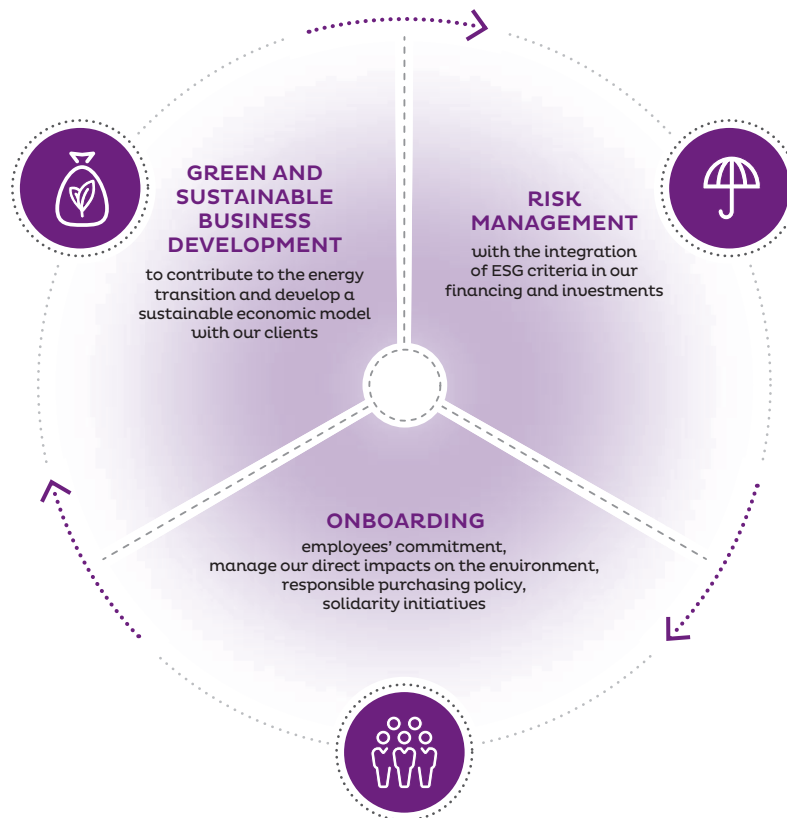 GREEN AND
SUSTAINABLE
BUSINESS
DEVELOPMENT
to contribute to the energy
transition and develop a
sustainable economic model
with our clients
RISK
MANAGEMENT
with the integration
of ESG criteria in our
financing and investments
ONBOARDING
employees' commitment,
manage our direct impacts on the environment,
responsible purchasing policy,
solidarity initiatives